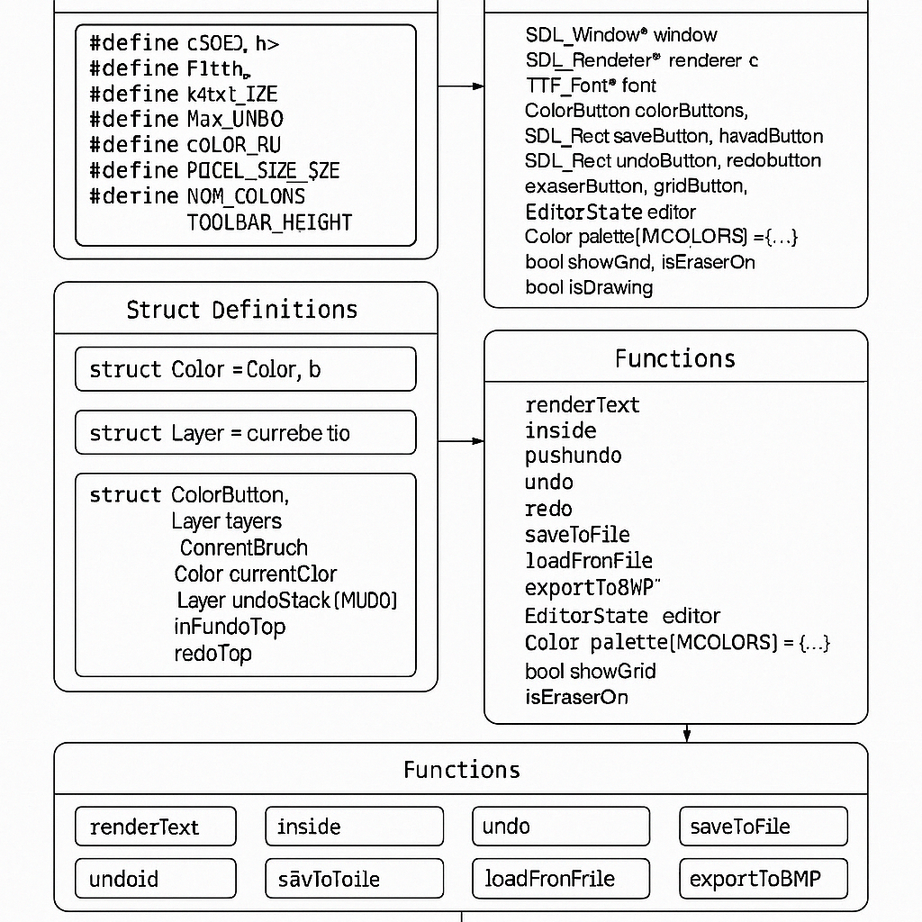 #define cSOEC, h>
#define F1tth,
#define k4txt_IZE
#define Max_UNBO
#define coLOR_RU
#define PICEL_SIZE_SZE
#derine NOM_COLONS
TOOLBAR_HEIGHT
SDL_Window* window
SDL_Rendeter* renderer c
TTF_Font* font
ColorButton colorButtons,
SDL_Rect saveButton, havadButton
SDL_Rect undoButton, redobutton
exaserButton, gridButton,
EditorState editor
Color palette[MCOLORS] ={...}
bool showGnd, isEraserOn
bool isDrawing
Struct Definitions
struct Color =Color, b
struct Layer = currebe tio
struct ColorButton,
Layer tayers
ConrentBruch
Color currentClor
Layer undoStack[MUDO]
inFundoTop
redoTop
Functions
renderText
inside
pushundo
undo
redo
saveToFile
loadFronFile
exportTo8WP"
EditorState editor
Color palette[MCOLORS] = {...}
bool showGrid
isEraserOn
Functions
renderText
inside
undo
saveToFile
undoid
sāvToToile
loadFronFrile
exportToBMP